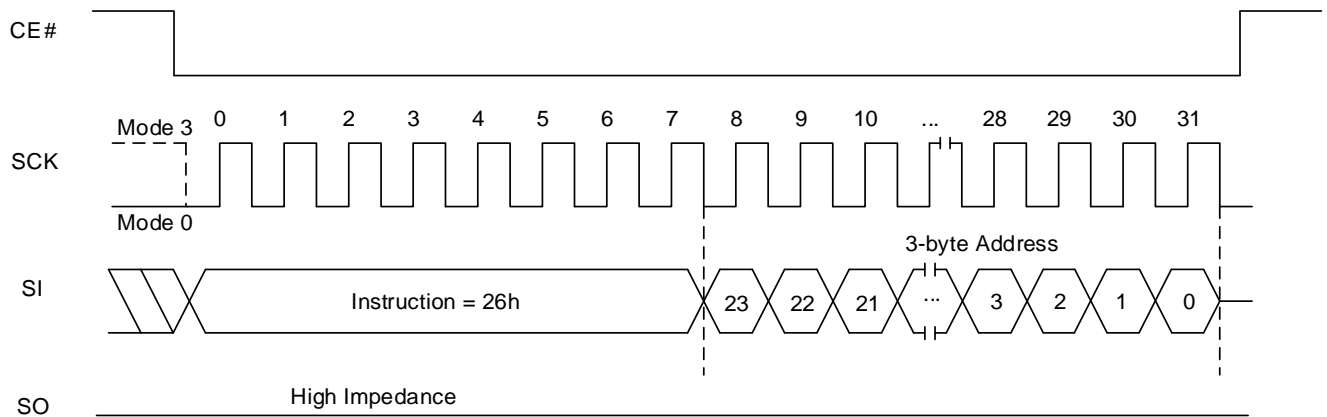 CE#
Mode 3
0 1 2 3 4 5 6 7 8 9 10 ... 28 29 30 31
SCK
Mode 0
3-byte Address
SI
Instruction = 26h
23 22 21 ... 3 2 1 0
High Impedance
SO